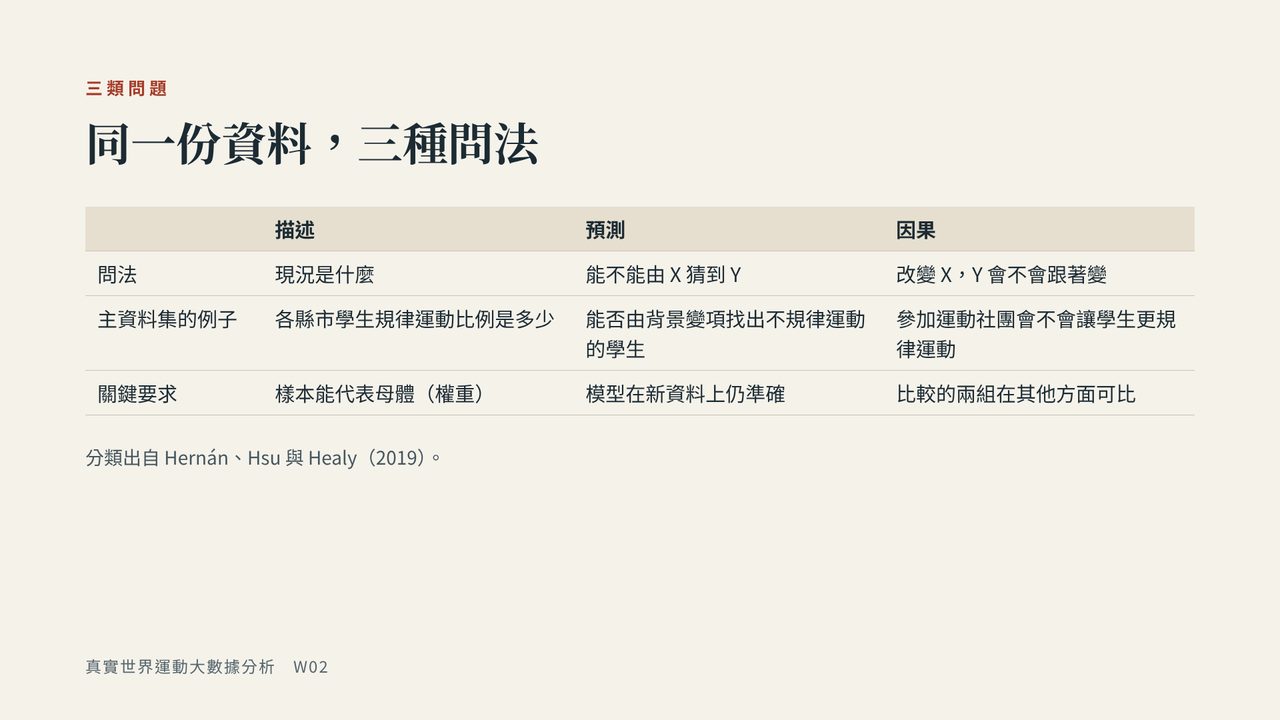 三類問題
同一份資料，三種問法
描述 預測 因果
問法 現況是什麼 能不能由 X 猜到 Y 改變 X，Y 會不會跟著變
主資料集的例子 各縣市學生規律運動比例是多少 能否由背景變項找出不規律運動 參加運動社團會不會讓學生更規
的學生 律運動
關鍵要求 樣本能代表母體（權重） 模型在新資料上仍準確 比較的兩組在其他方面可比
分類出自 Hernán、Hsu 與 Healy（2019）。
真實世界運動大數據分析 W02